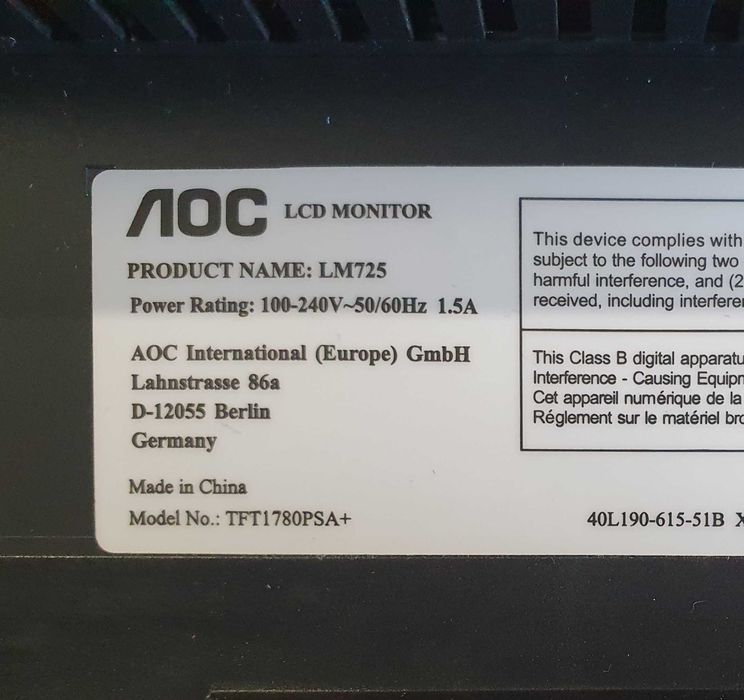 AOC LCD MONITOR
PRODUCT NAME: LM725
Power Rating: 100-240V~50/60Hz 1.5A
AOC International (Europe) GmbH
Lahnstrasse 86a
D-12055 Berlin
Germany
Made in China
Model No.: TFT1780PSA+
This device complies with
subject to the following two
harmful interference, and (2
received, including interferen
This Class B digital apparatu
Interference - Causing Equipm
Cet appareil numérique de la
Réglement sur le matériel bro
40L190-615-51B X